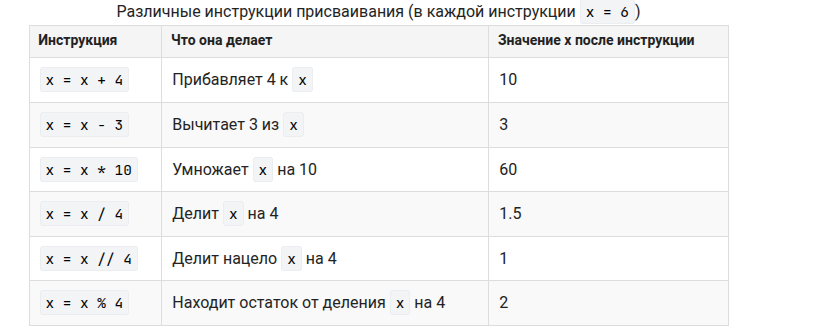 Различные инструкции присваивания (в каждой инструкции x = 6 )
Инструкция Что она делает Значение x после инструкции
x = x + 4 Прибавляет 4 к x 10
x = x - 3 Вычитает 3 из x 3
x = x * 10 Умножает x на 10 60
x = x / 4 Делит x на 4 1.5
x = x // 4 Делит нацело x на 4 1
x = x % 4 Находит остаток от деления x на 4 2